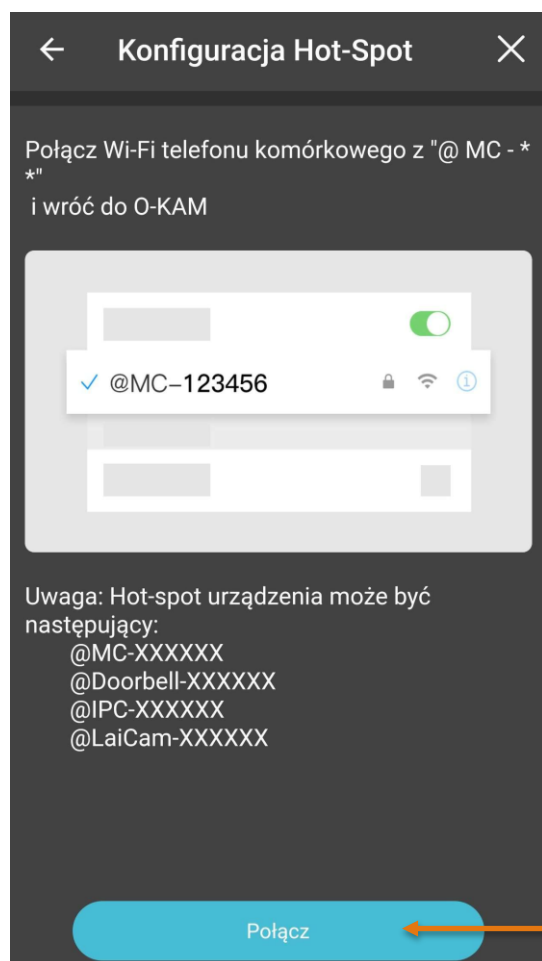 Konfiguracja Hot-Spot
Połącz Wi-Fi telefonu komórkowego z "@ MC - *
*"
i wróć do O-KAM
@MC–123456
Uwaga: Hot-spot urządzenia może być
następujący:
@MC-XXXXXX
@Doorbell-XXXXXX
@IPC-XXXXXX
@LaiCam-XXXXXX
Połącz